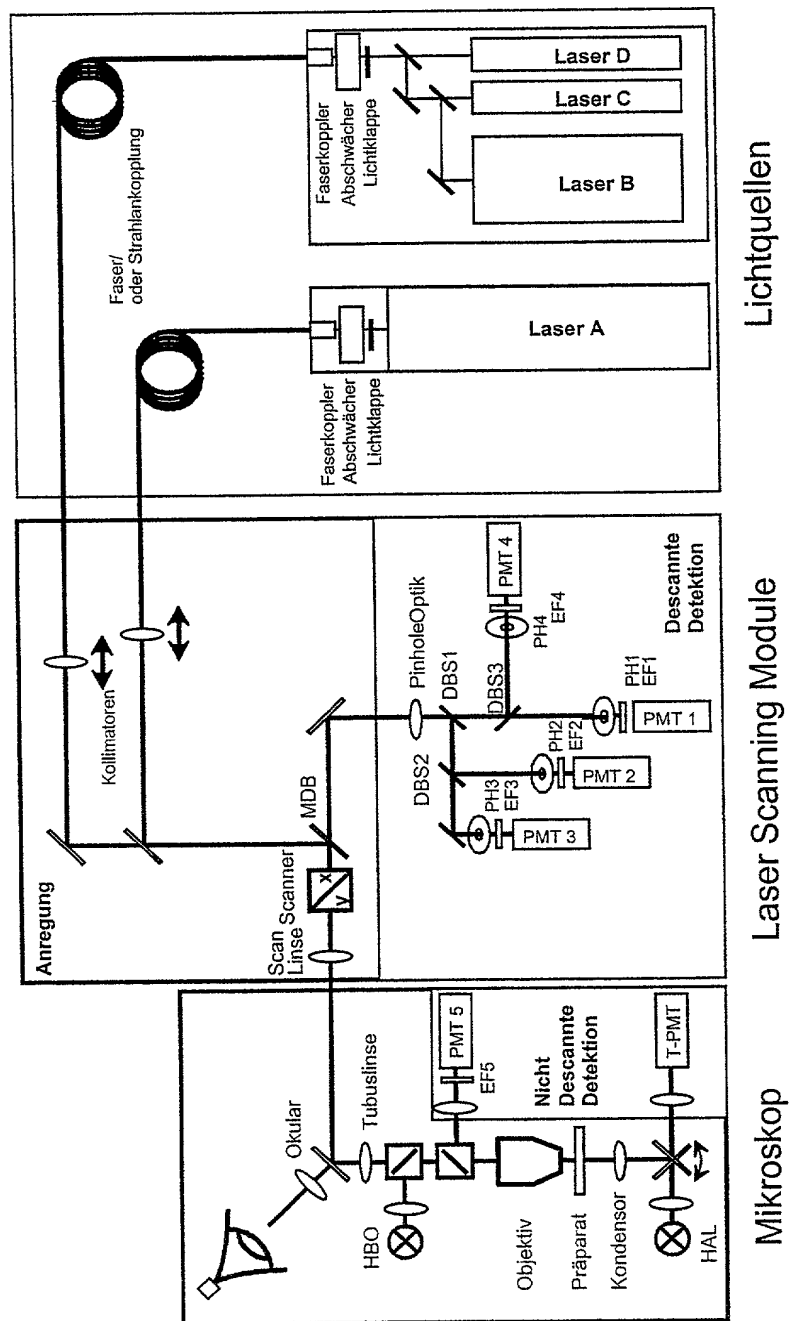 Lichtquellen
Laser D
Laser C
Laser B
Faserkoppler
Abschwächer
Lichtklappe
Faser/
oder Strahlankopplung
Laser A
Faserkoppler
Abschwächer
Lichtklappe
Laser Scanning Module
Anregung
Kollimatoren
MDB
Scanner
x
y
Scan
Linse
PinholeOptik
DBS1
DBS2
DBS3
PH4
EF4
PMT 4
PH1
EF1
PMT 1
PH2
EF2
PMT 2
PH3
EF3
PMT 3
Descannte
Detektion
Mikroskop
Okular
Tubuslinse
HBO
EF5
PMT 5
Nicht
Descannte
Detektion
T-PMT
Objektiv
Präparat
Kondensor
HAL